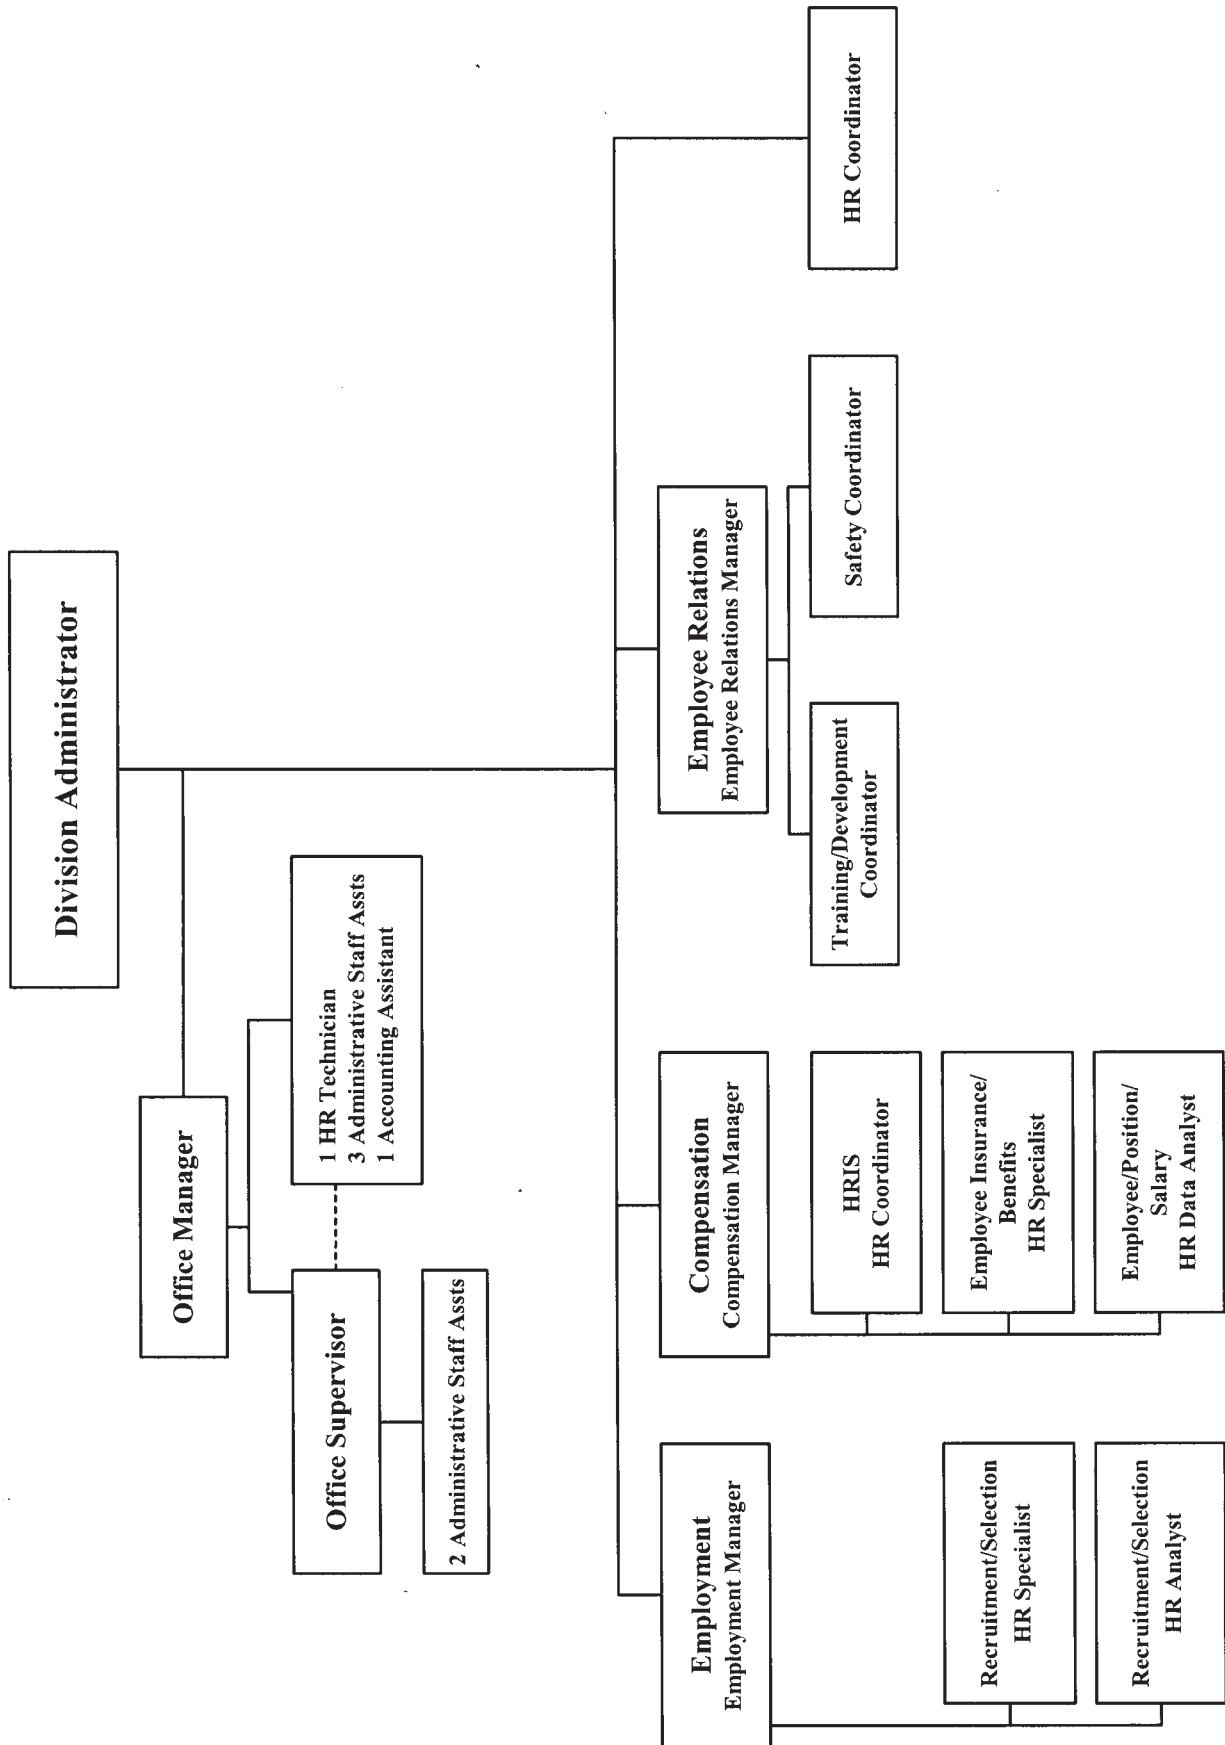 Division Administrator
Office Manager
Office Supervisor
1 HR Technician
3 Administrative Staff Assts
1 Accounting Assistant
2 Administrative Staff Assts
Employment
Employment Manager
Recruitment/Selection
HR Specialist
Recruitment/Selection
HR Analyst
Compensation
Compensation Manager
HRIS
HR Coordinator
Employee Insurance/
Benefits
HR Specialist
Employee/Position/
Salary
HR Data Analyst
Employee Relations
Employee Relations Manager
Training/Development
Coordinator
Safety Coordinator
HR Coordinator